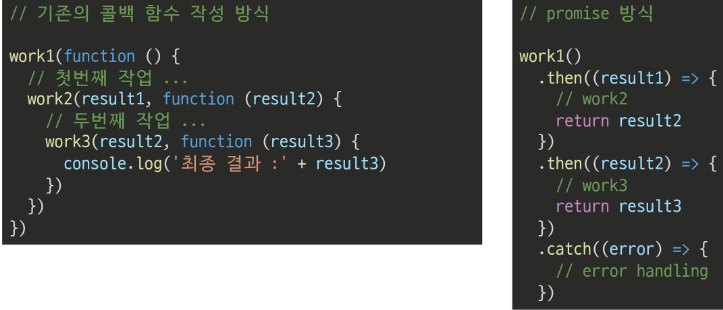 // 기존의 콜백 함수 작성 방식
work1(function () {
// 첫번째 작업 ...
work2(result1, function (result2) {
// 두번째 작업 ...
work3(result2, function (result3) {
console.log('최종 결과 :' + result3)
})
})
})
// promise 방식
work1()
.then((result1) => {
// work2
return result2
})
.then((result2) => {
// work3
return result3
})
.catch((error) => {
// error handling
})